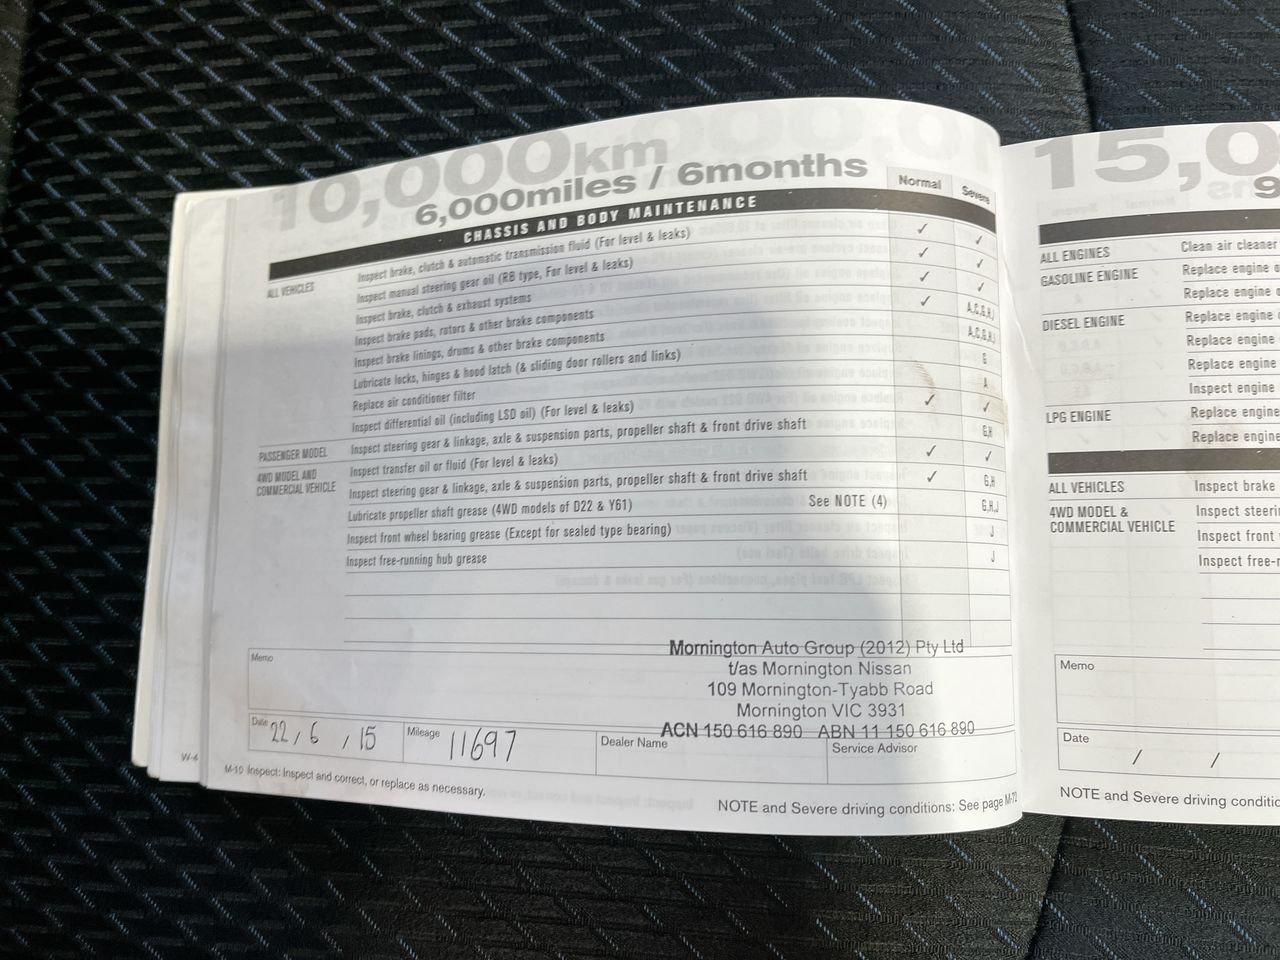 10,000km
6,000miles / 6months
Normal
Severe
CHASSIS AND BODY MAINTENANCE
ALL VEHICLES
Inspect brake, clutch & automatic transmission fluid (For level & leaks) ✓ ✓
Inspect manual steering gear oil (RB type, For level & leaks) ✓ ✓
Inspect brake, clutch & exhaust systems ✓ ✓
Inspect brake pads, rotors & other brake components ✓ A,C,G,H,J
Inspect brake linings, drums & other brake components A,C,G,H,J
Lubricate locks, hinges & hood latch (& sliding door rollers and links) G
Replace air conditioner filter A
Inspect differential oil (including LSD oil) (For level & leaks) ✓ ✓
PASSENGER MODEL Inspect steering gear & linkage, axle & suspension parts, propeller shaft & front drive shaft G,H
4WD MODEL AND
COMMERCIAL VEHICLE
Inspect transfer oil or fluid (For level & leaks) ✓ ✓
Inspect steering gear & linkage, axle & suspension parts, propeller shaft & front drive shaft ✓ G,H
Lubricate propeller shaft grease (4WD models of D22 & Y61) See NOTE (4) G,H,J
Inspect front wheel bearing grease (Except for sealed type bearing) J
Inspect free-running hub grease J
Mornington Auto Group (2012) Pty Ltd
t/as Mornington Nissan
109 Mornington-Tyabb Road
Mornington VIC 3931
ACN 150 616 890 ABN 11 150 616 890
Memo
Date 22 / 6 / 15
Mileage 11697
Dealer Name
Service Advisor
W-4
M-10 Inspect: Inspect and correct, or replace as necessary.
NOTE and Severe driving conditions: See page M-72
15,0
9
ALL ENGINES Clean air cleaner
GASOLINE ENGINE Replace engine o
Replace engine o
DIESEL ENGINE Replace engine
Replace engine
Replace engine
Inspect engine
LPG ENGINE Replace engine
Replace engine
ALL VEHICLES Inspect brake
4WD MODEL &
COMMERCIAL VEHICLE
Inspect steeri
Inspect front
Inspect free-r
Memo
Date / /
NOTE and Severe driving conditio